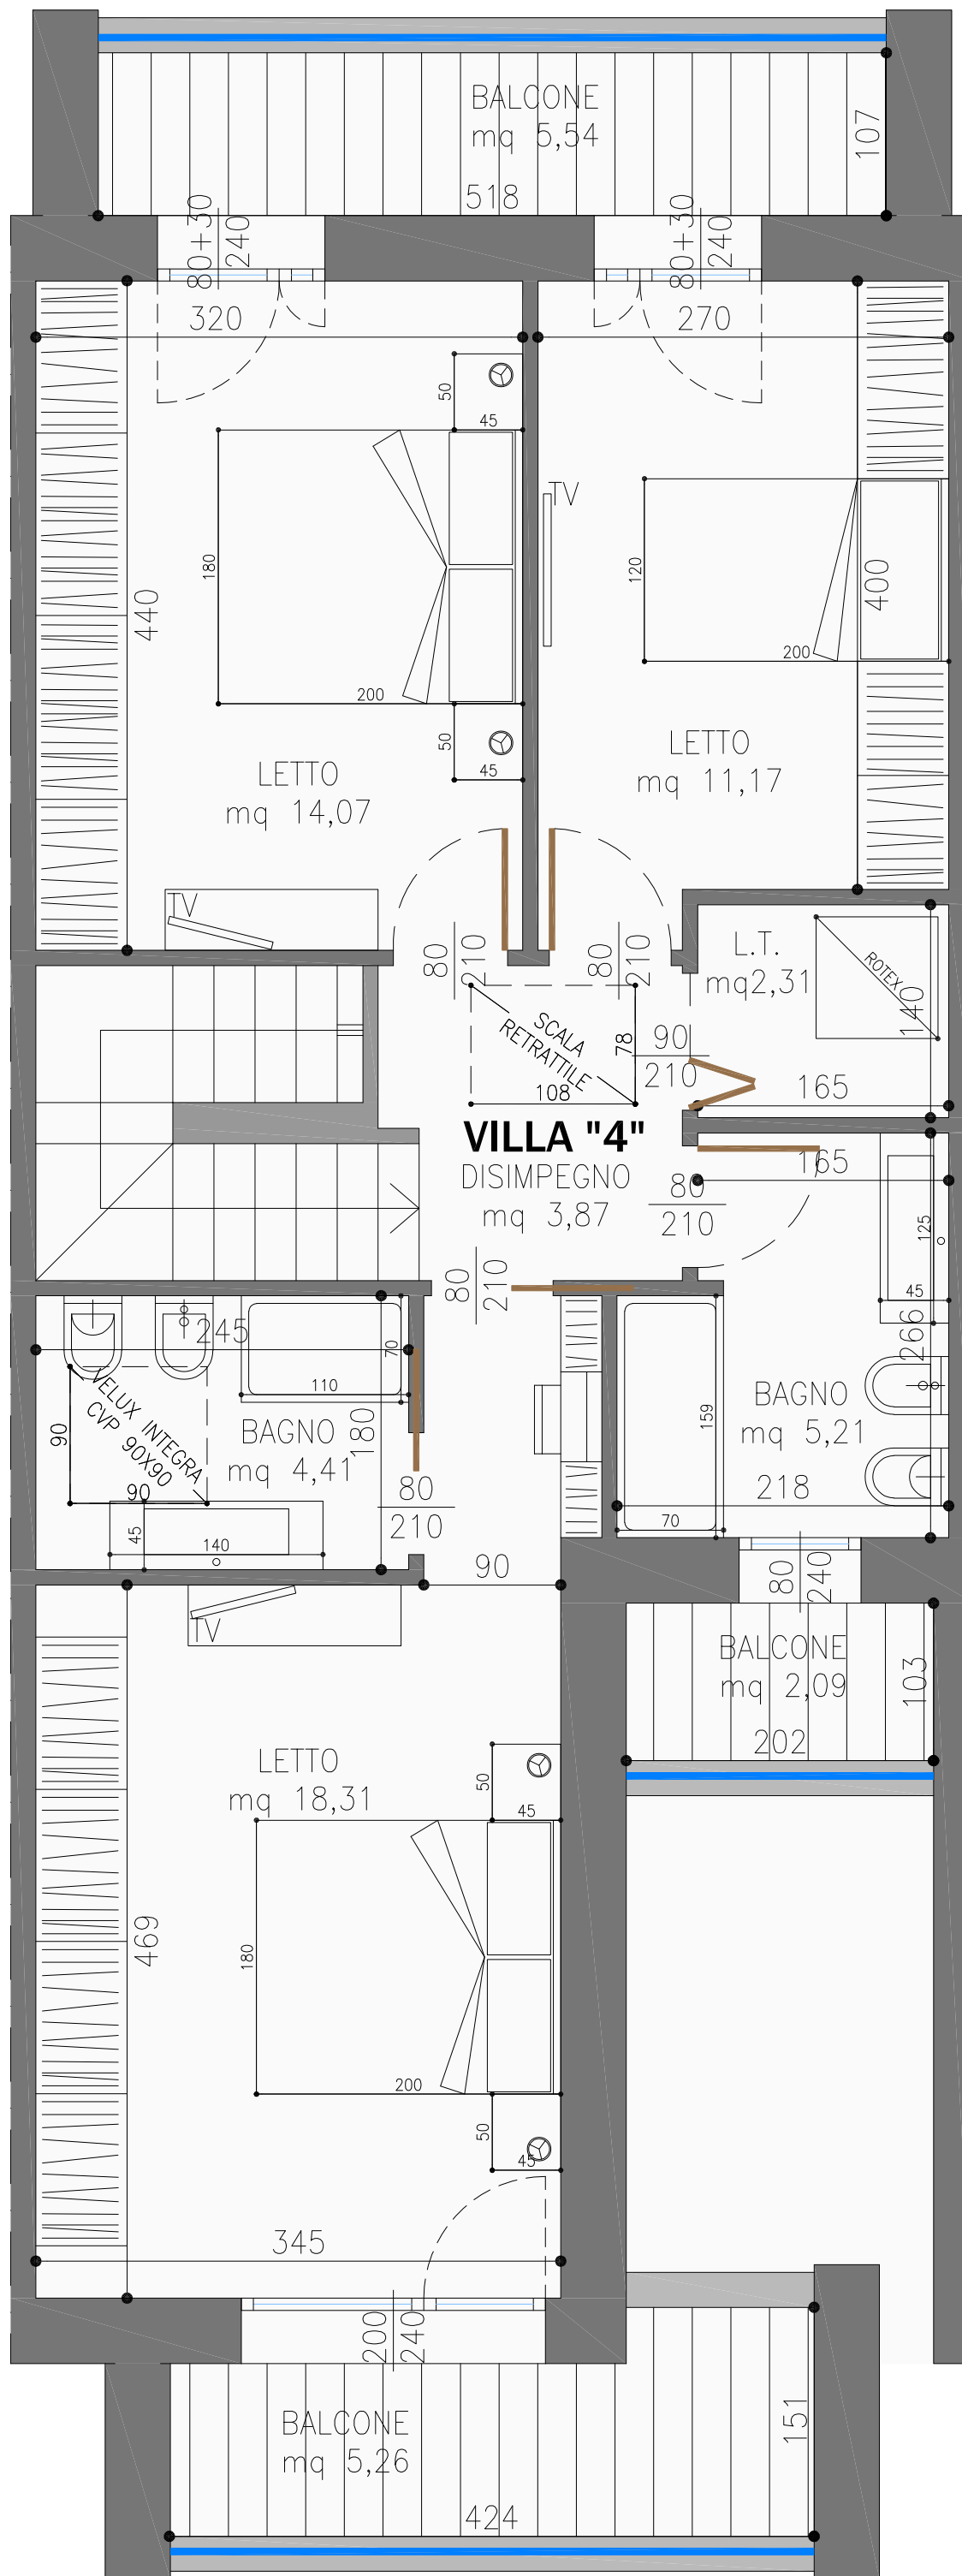 BALCONE
mq 5,54
107
518
80+30
240
80+30
240
320
270
50
45
TV
180
120
400
440
200
200
50
45
LETTO
mq 11,17
LETTO
mq 14,07
TV
80
210
80
210
L.T.
mq2,31
ROTEX
140
SCALA
RETRATTILE
78
108
90
210
165
VILLA "4"
DISIMPEGNO
mq 3,87
165
80
210
125
45
80
210
245
70
110
266
VELUX INTEGRA
CVP 90X90
90
90
BAGNO
mq 4,41
180
BAGNO
mq 5,21
159
218
70
45
140
80
210
90
80
240
TV
BALCONE
mq 2,09
103
202
LETTO
mq 18,31
50
45
180
469
200
50
45
345
200
240
BALCONE
mq 5,26
151
424